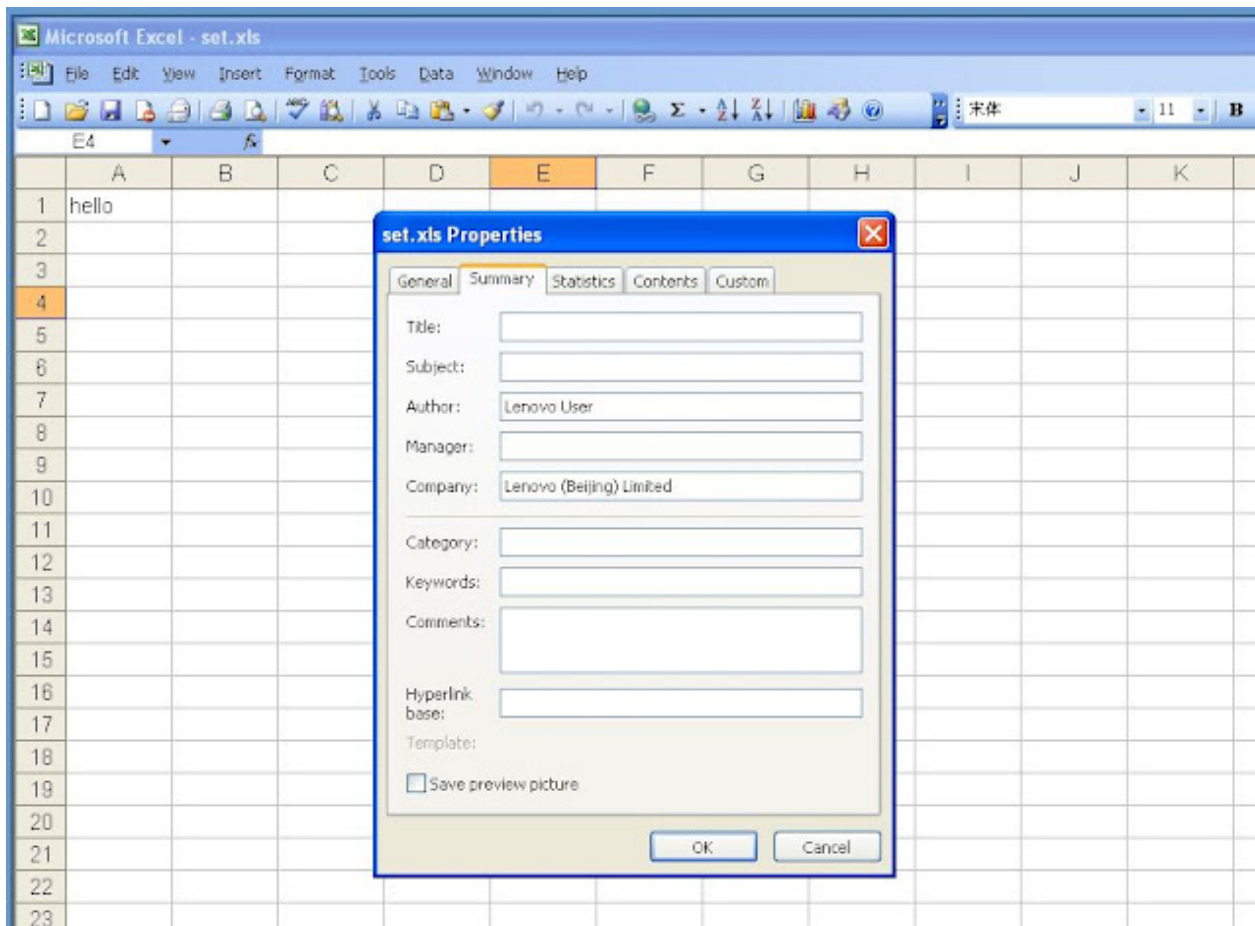 Microsoft Excel - set.xls
File Edit View Insert Format Tools Data Window Help
宋体 11 B
E4 fx
A B C D E F G H I J K
1 hello
2
3
4
5
6
7
8
9
10
11
12
13
14
15
16
17
18
19
20
21
22
23
set.xls Properties
General Summary Statistics Contents Custom
Title:
Subject:
Author: Lenovo User
Manager:
Company: Lenovo (Beijing) Limited
Category:
Keywords:
Comments:
Hyperlink
base:
Template:
Save preview picture
OK Cancel